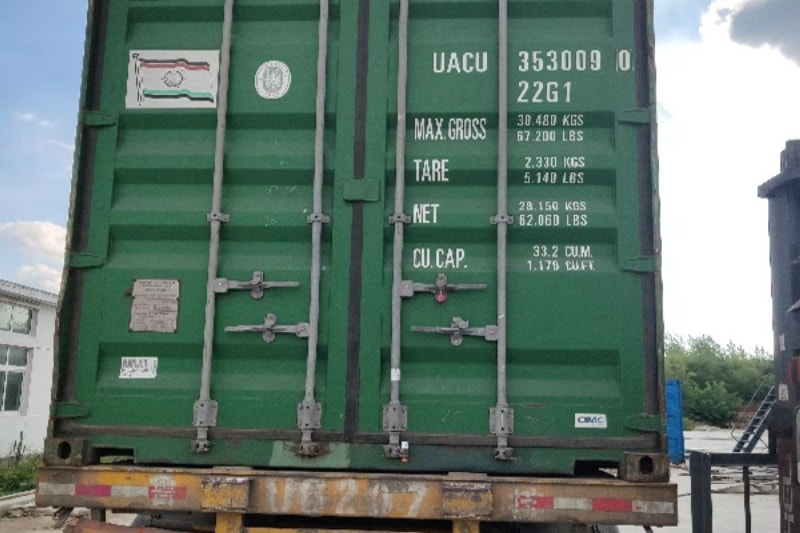 UACU 353009 0
22G1
MAX.GROSS 30.480 KGS
67.200 LBS
TARE 2.330 KGS
5.140 LBS
NET 28.150 KGS
62.060 LBS
CU.CAP. 33.2 CU.M.
1.170 CU.FT.
CIMC